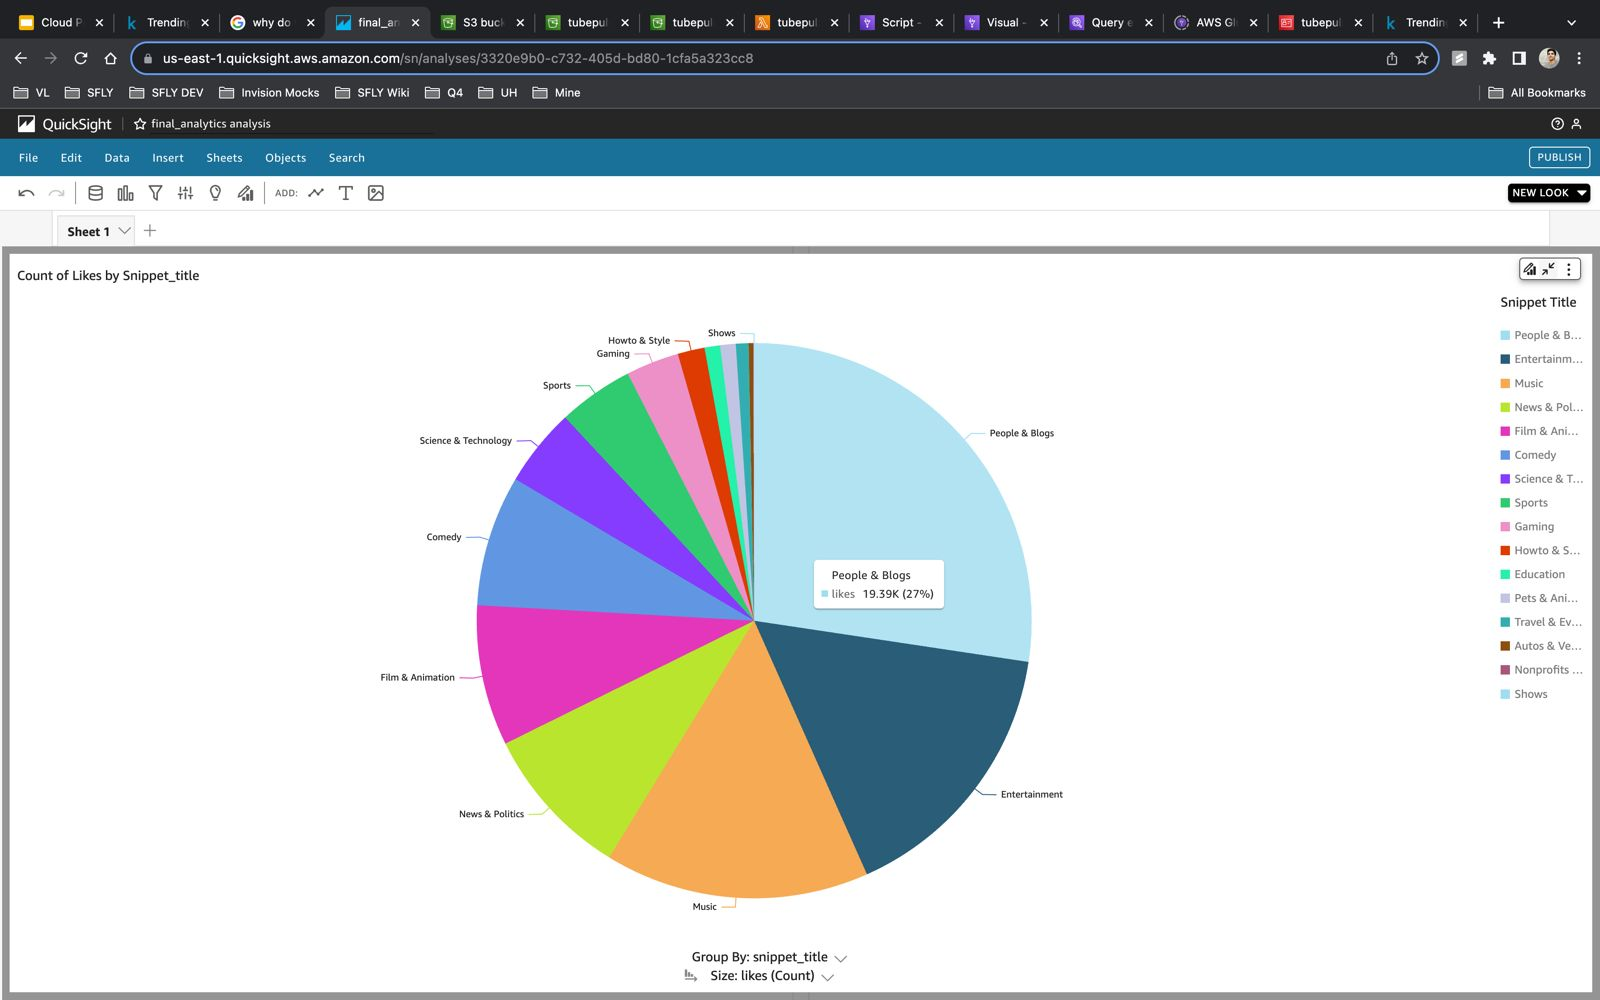 Cloud P
Trending
why do
final_an
S3 buck
tubepul
tubepul
tubepul
Script -
Visual -
Query e
AWS Gl
tubepul
Trending
us-east-1.quicksight.aws.amazon.com/sn/analyses/3320e9b0-c732-405d-bd80-1cfa5a323cc8
VL SFLY SFLY DEV Invision Mocks SFLY Wiki Q4 UH Mine All Bookmarks
QuickSight final_analytics analysis
File Edit Data Insert Sheets Objects Search PUBLISH
ADD: NEW LOOK
Sheet 1
Count of Likes by Snippet_title
Snippet Title
People & B...
Entertainm...
Music
News & Pol...
Film & Ani...
Comedy
Science & T...
Sports
Gaming
Howto & S...
Education
Pets & Ani...
Travel & Ev...
Autos & Ve...
Nonprofits ...
Shows
Shows
Howto & Style
Gaming
Sports
Science & Technology
Comedy
Film & Animation
News & Politics
Music
Entertainment
People & Blogs
People & Blogs
likes 19.39K (27%)
Group By: snippet_title
Size: likes (Count)